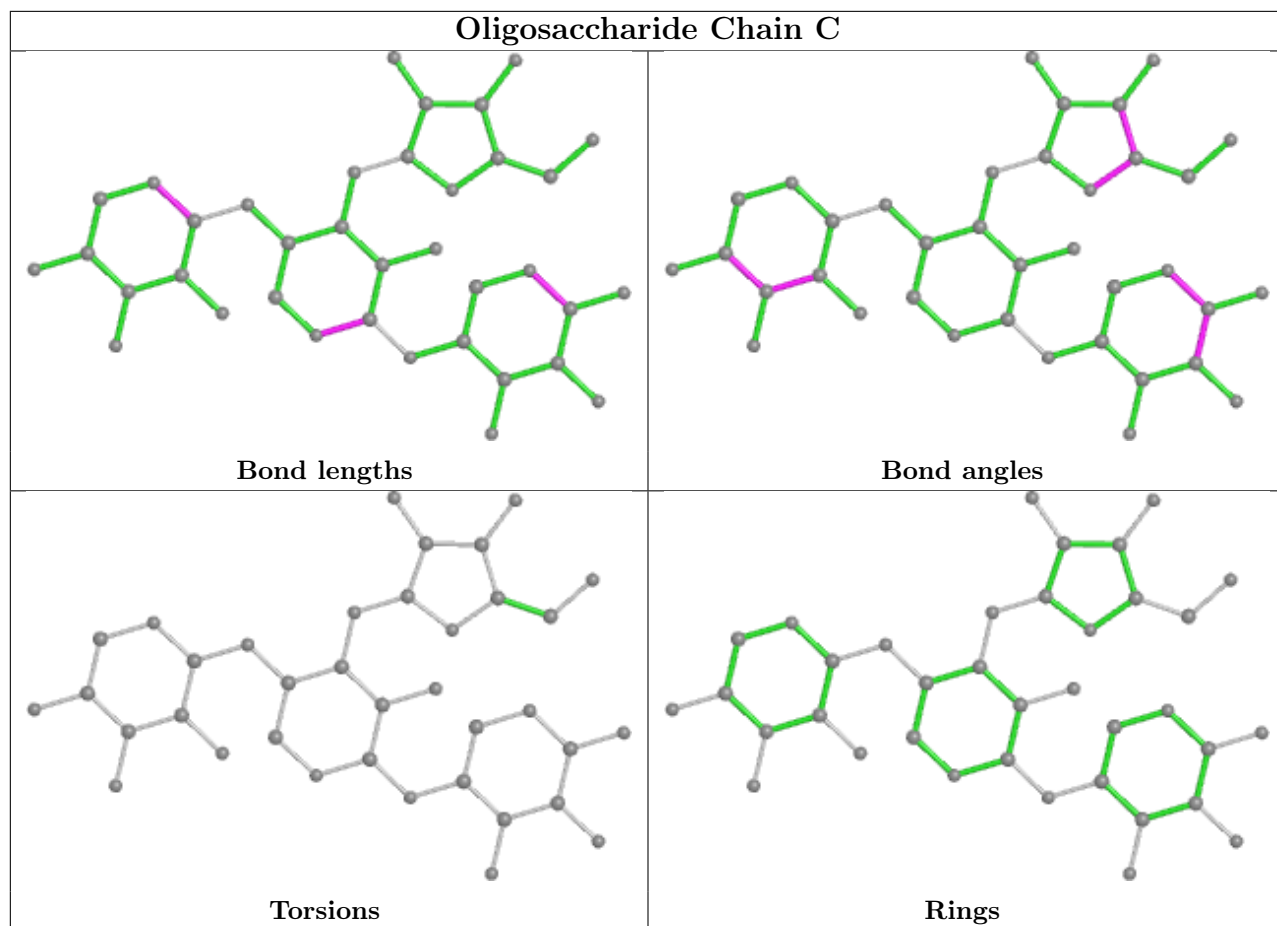 Oligosaccharide Chain C
Bond lengths
Bond angles
Torsions
Rings